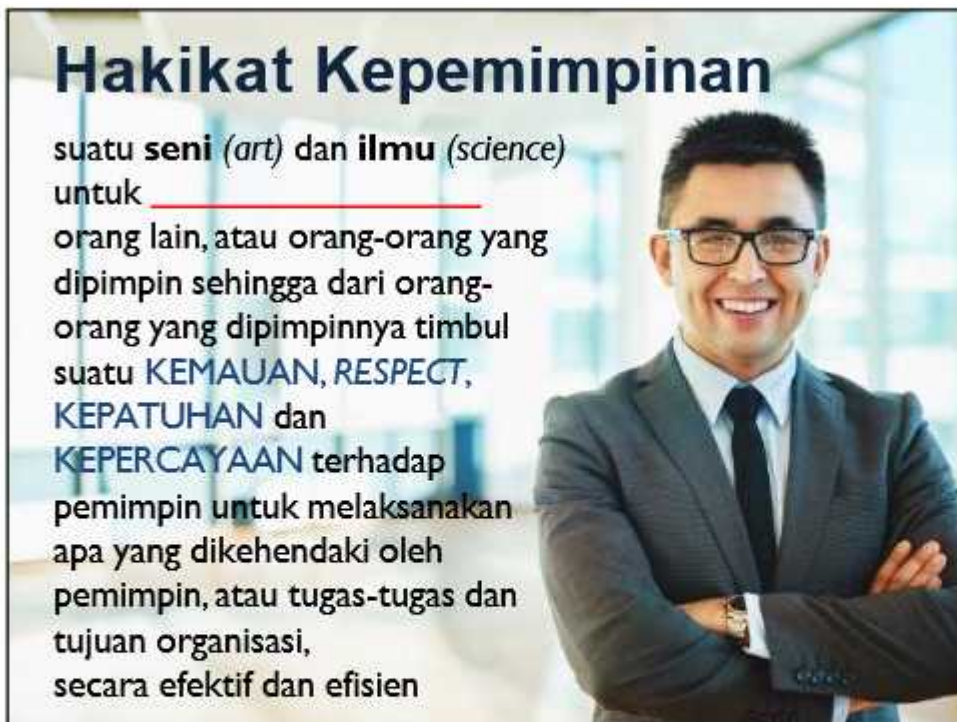 Hakikat Kepemimpinan
suatu seni (art) dan ilmu (science)
untuk ____________________
orang lain, atau orang-orang yang
dipimpin sehingga dari orang-
orang yang dipimpinnya timbul
suatu KEMAUAN, RESPECT,
KEPATUHAN dan
KEPERCAYAAN terhadap
pemimpin untuk melaksanakan
apa yang dikehendaki oleh
pemimpin, atau tugas-tugas dan
tujuan organisasi,
secara efektif dan efisien